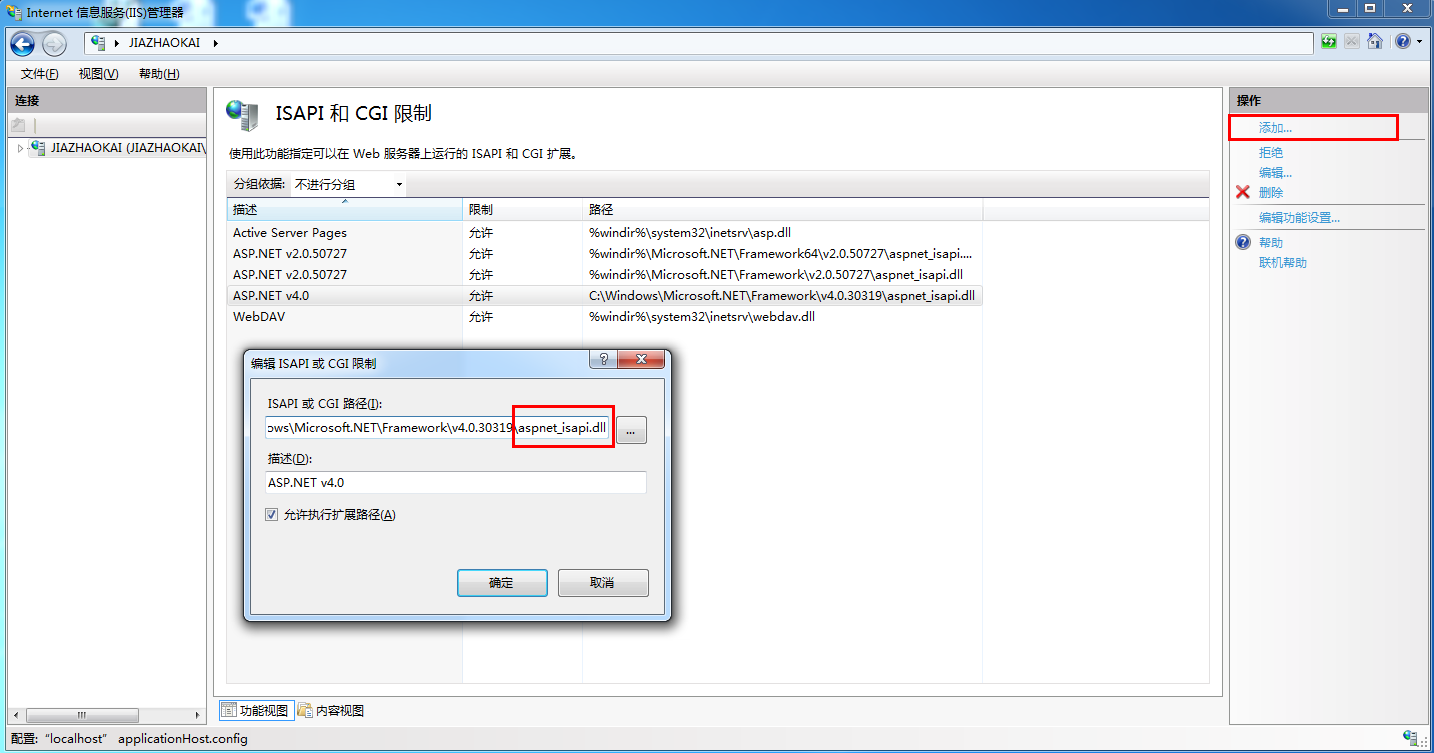 Internet 信息服务(IIS)管理器
JIAZHAOKAI
文件(F) 视图(V) 帮助(H)
连接
JIAZHAOKAI (JIAZHAOKAI\
ISAPI 和 CGI 限制
使用此功能指定可以在 Web 服务器上运行的 ISAPI 和 CGI 扩展。
分组依据: 不进行分组
描述 限制 路径
Active Server Pages 允许 %windir%\system32\inetsrv\asp.dll
ASP.NET v2.0.50727 允许 %windir%\Microsoft.NET\Framework64\v2.0.50727\aspnet_isapi....
ASP.NET v2.0.50727 允许 %windir%\Microsoft.NET\Framework\v2.0.50727\aspnet_isapi.dll
ASP.NET v4.0 允许 C:\Windows\Microsoft.NET\Framework\v4.0.30319\aspnet_isapi.dll
WebDAV 允许 %windir%\system32\inetsrv\webdav.dll
编辑 ISAPI 或 CGI 限制
ISAPI 或 CGI 路径(I):
ows\Microsoft.NET\Framework\v4.0.30319\aspnet_isapi.dll ...
描述(D):
ASP.NET v4.0
允许执行扩展路径(A)
确定 取消
操作
添加...
拒绝
编辑...
删除
编辑功能设置...
帮助
联机帮助
功能视图 内容视图
配置: “localhost” applicationHost.config